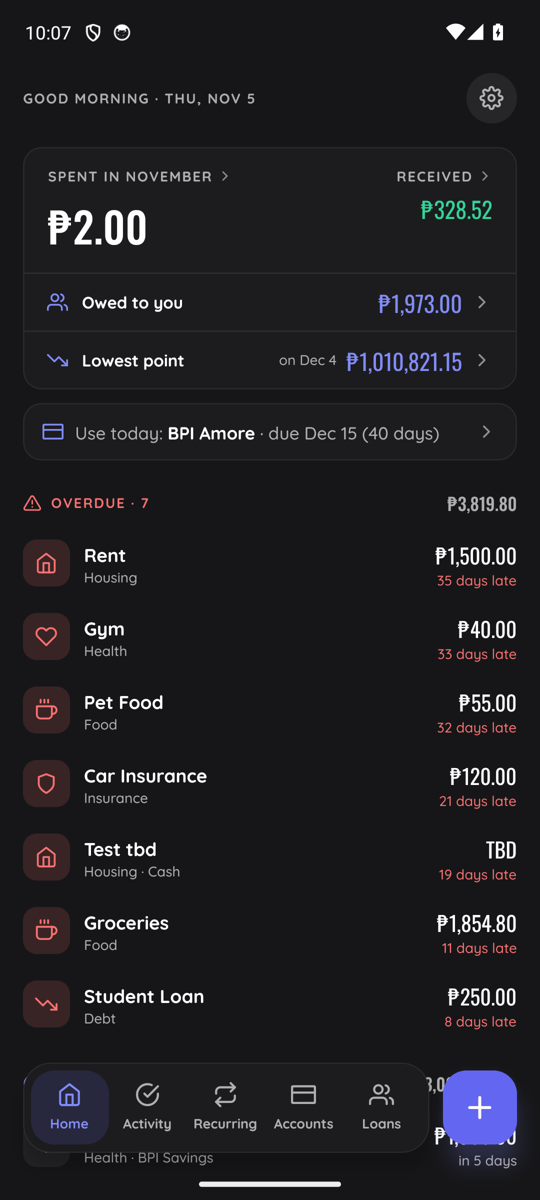 10:07
GOOD MORNING · THU, NOV 5
SPENT IN NOVEMBER
RECEIVED
₱2.00
₱328.52
Owed to you ₱1,973.00
Lowest point on Dec 4 ₱1,010,821.15
Use today: BPI Amore · due Dec 15 (40 days)
OVERDUE · 7 ₱3,819.80
Rent ₱1,500.00
Housing 35 days late
Gym ₱40.00
Health 33 days late
Pet Food ₱55.00
Food 32 days late
Car Insurance ₱120.00
Insurance 21 days late
Test tbd TBD
Housing · Cash 19 days late
Groceries ₱1,854.80
Food 11 days late
Student Loan ₱250.00
Debt 8 days late
Home Activity Recurring Accounts Loans
Health · BPI Savings in 5 days